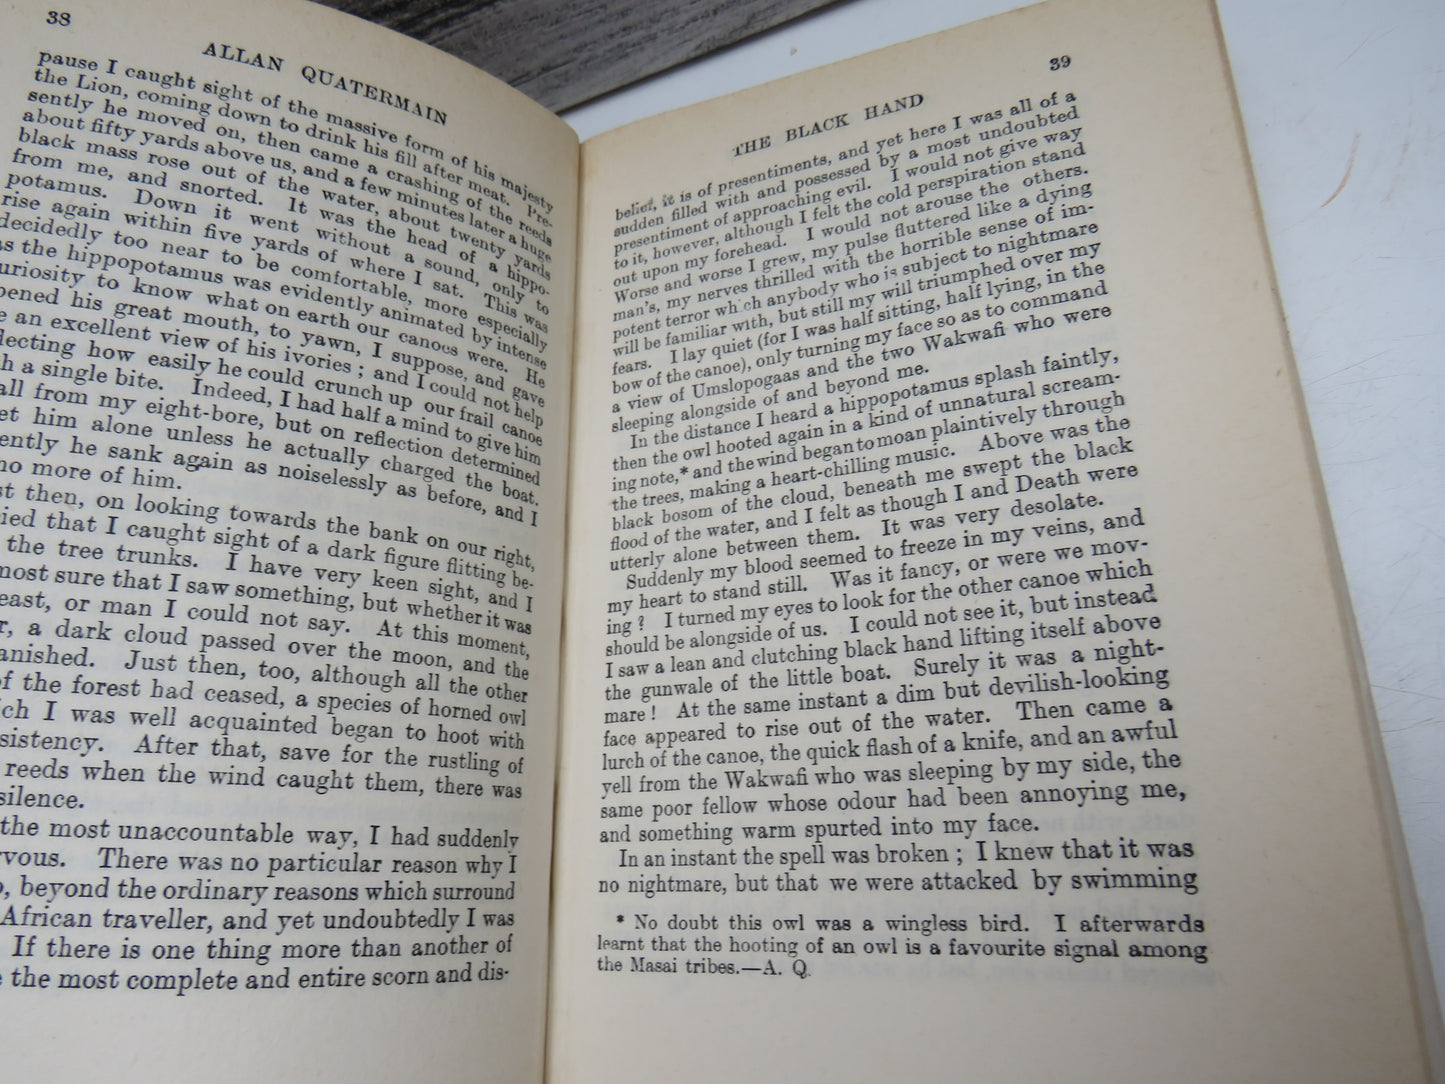 38
ALLAN QUATERMAIN
pause I caught sight of the massive form of his majesty
the Lion, coming down to drink his fill after meat. Pre-
sently he moved on, then came a crashing of the reeds
about fifty yards above us, and a few minutes later a huge
black mass rose out of the water, about twenty yards
from me, and snorted. It was the head of a hippo-
potamus. Down it went without a sound, only to
rise again within five yards of where I sat. This was
decidedly too near to be comfortable, more especially
as the hippopotamus was evidently animated by intense
uriosity to know what on earth our canoes were. He
pened his great mouth, to yawn, I suppose, and gave
e an excellent view of his ivories ; and I could not help
flecting how easily he could crunch up our frail canoe
h a single bite. Indeed, I had half a mind to give him
all from my eight-bore, but on reflection determined
et him alone unless he actually charged the boat.
ently he sank again as noiselessly as before, and I
no more of him.
st then, on looking towards the bank on our right,
ied that I caught sight of a dark figure flitting be-
the tree trunks. I have very keen sight, and I
most sure that I saw something, but whether it was
east, or man I could not say. At this moment,
r, a dark cloud passed over the moon, and the
anished. Just then, too, although all the other
of the forest had ceased, a species of horned owl
ich I was well acquainted began to hoot with
sistency. After that, save for the rustling of
reeds when the wind caught them, there was
silence.
the most unaccountable way, I had suddenly
rvous. There was no particular reason why I
o, beyond the ordinary reasons which surround
African traveller, and yet undoubtedly I was
If there is one thing more than another of
e the most complete and entire scorn and dis-
39
THE BLACK HAND
belief, it is of presentiments, and yet here I was all of a
sudden filled with and possessed by a most undoubted
presentiment of approaching evil. I would not give way
to it, however, although I felt the cold perspiration stand
out upon my forehead. I would not arouse the others.
Worse and worse I grew, my pulse fluttered like a dying
man's, my nerves thrilled with the horrible sense of im-
potent terror which anybody who is subject to nightmare
will be familiar with, but still my will triumphed over my
fears. I lay quiet (for I was half sitting, half lying, in the
bow of the canoe), only turning my face so as to command
a view of Umslopogaas and the two Wakwafi who were
sleeping alongside of and beyond me.
In the distance I heard a hippopotamus splash faintly,
then the owl hooted again in a kind of unnatural scream-
ing note,* and the wind began to moan plaintively through
the trees, making a heart-chilling music. Above was the
black bosom of the cloud, beneath me swept the black
flood of the water, and I felt as though I and Death were
utterly alone between them. It was very desolate.
Suddenly my blood seemed to freeze in my veins, and
my heart to stand still. Was it fancy, or were we mov-
ing ? I turned my eyes to look for the other canoe which
should be alongside of us. I could not see it, but instead
I saw a lean and clutching black hand lifting itself above
the gunwale of the little boat. Surely it was a night-
mare ! At the same instant a dim but devilish-looking
face appeared to rise out of the water. Then came a
lurch of the canoe, the quick flash of a knife, and an awful
yell from the Wakwafi who was sleeping by my side, the
same poor fellow whose odour had been annoying me,
and something warm spurted into my face.
In an instant the spell was broken ; I knew that it was
no nightmare, but that we were attacked by swimming
* No doubt this owl was a wingless bird. I afterwards
learnt that the hooting of an owl is a favourite signal among
the Masai tribes.—A. Q.